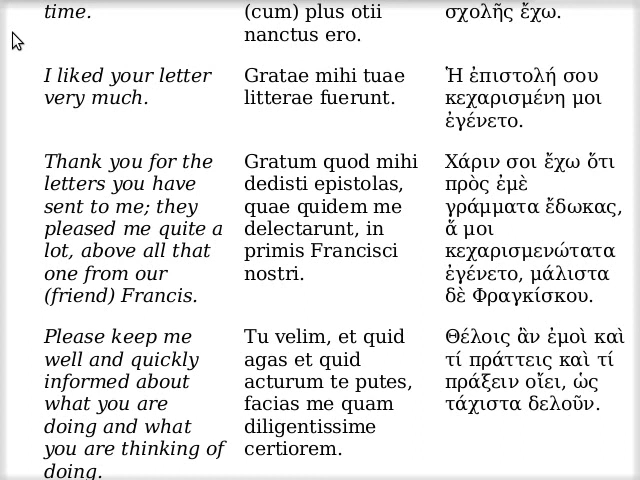 time.
(cum) plus otii
nanctus ero.
σχολῆς ἔχω.
I liked your letter
very much.
Gratae mihi tuae
litterae fuerunt.
Ἡ ἐπιστολή σου
κεχαρισμένη μοι
ἐγένετο.
Thank you for the
letters you have
sent to me; they
pleased me quite a
lot, above all that
one from our
(friend) Francis.
Gratum quod mihi
dedisti epistolas,
quae quidem me
delectarunt, in
primis Francisci
nostri.
Χάριν σοι ἔχω ὅτι
πρὸς ἐμὲ
γράμματα ἔδωκας,
ἅ μοι
κεχαρισμενώτατα
ἐγένετο, μάλιστα
δὲ Φραγκίσκου.
Please keep me
well and quickly
informed about
what you are
doing and what
you are thinking of
doing.
Tu velim, et quid
agas et quid
acturum te putes,
facias me quam
diligentissime
certiorem.
Θέλοις ἂν ἐμοὶ καὶ
τί πράττεις καὶ τί
πράξειν οἴει, ὡς
τάχιστα δελοῦν.